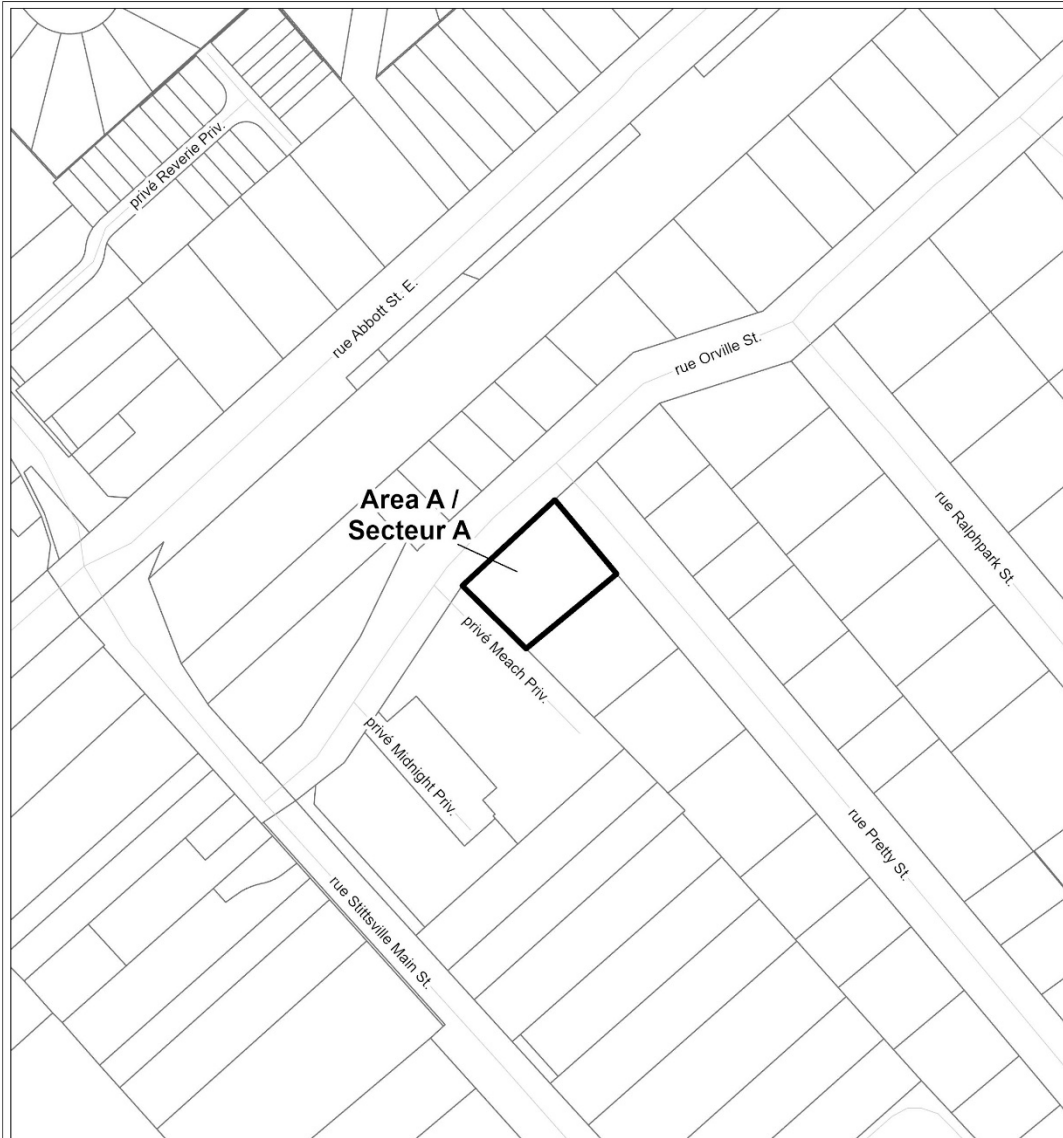 privé Reverie Priv.
rue Abbott St. E.
rue Orville St.
Area A /
Secteur A
rue Ralphpark St.
privé Meach Priv.
privé Midnight Priv.
rue Pretty St.
rue Stittsville Main St.